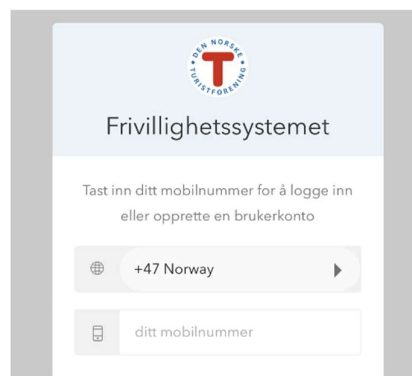 DEN NORSKE
T
TURISTFORENING
Frivillighetssystemet
Tast inn ditt mobilnummer for å logge inn
eller opprette en brukerkonto
+47 Norway
ditt mobilnummer